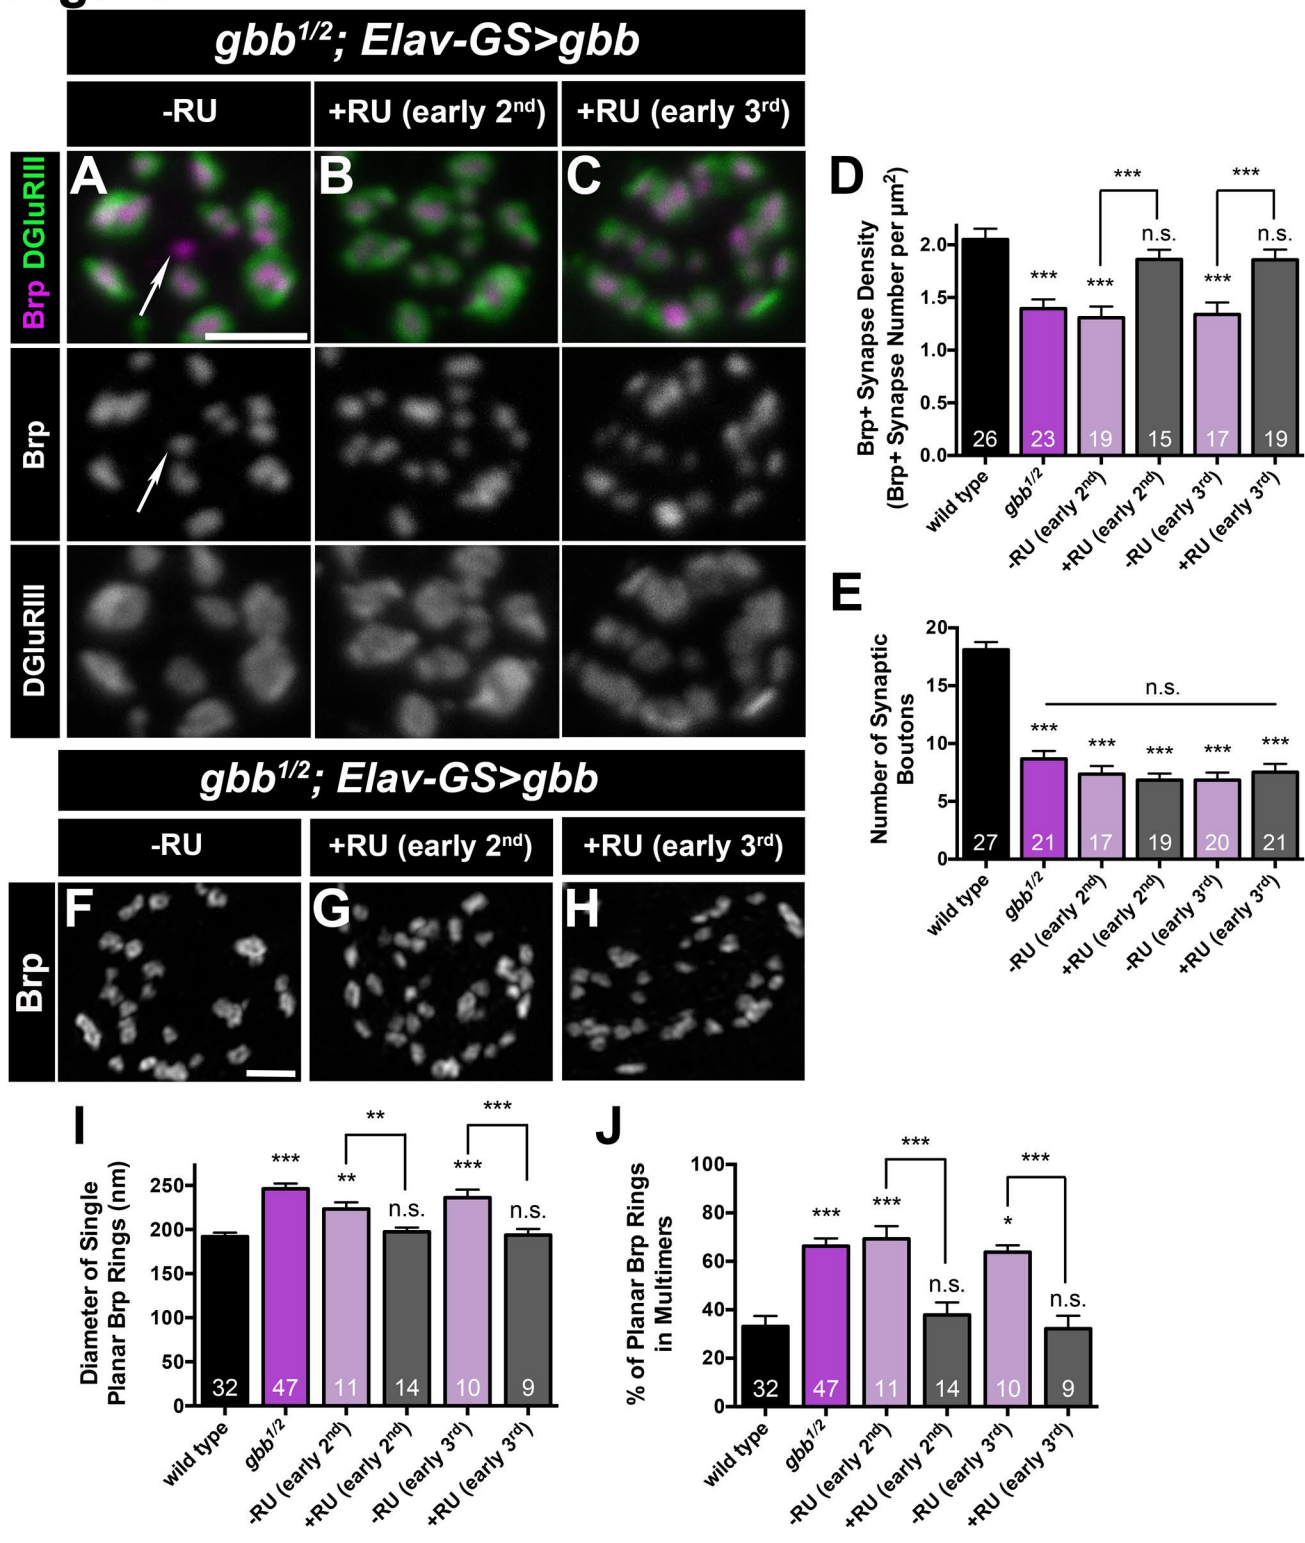 gbb1/2; Elav-GS>gbb
-RU
+RU (early 2nd)
+RU (early 3rd)
Brp DGluRIII
A
B
C
Brp
DGluRIII
D
Brp+ Synapse Density
(Brp+ Synapse Number per µm2)
2.0
1.5
1.0
0.5
0.0
***
***
***
***
n.s.
***
n.s.
26
23
19
15
17
19
wild type
gbb1/2
-RU (early 2nd)
+RU (early 2nd)
-RU (early 3rd)
+RU (early 3rd)
E
Number of Synaptic
Boutons
20
15
10
5
0
n.s.
***
***
***
***
***
27
21
17
19
20
21
wild type
gbb1/2
-RU (early 2nd)
+RU (early 2nd)
-RU (early 3rd)
+RU (early 3rd)
gbb1/2; Elav-GS>gbb
-RU
+RU (early 2nd)
+RU (early 3rd)
Brp
F
G
H
I
Diameter of Single
Planar Brp Rings (nm)
250
200
150
100
50
0
**
***
***
**
n.s.
***
n.s.
32
47
11
14
10
9
wild type
gbb1/2
-RU (early 2nd)
+RU (early 2nd)
-RU (early 3rd)
+RU (early 3rd)
J
% of Planar Brp Rings
in Multimers
100
80
60
40
20
0
***
***
***
***
n.s.
*
n.s.
32
47
11
14
10
9
wild type
gbb1/2
-RU (early 2nd)
+RU (early 2nd)
-RU (early 3rd)
+RU (early 3rd)